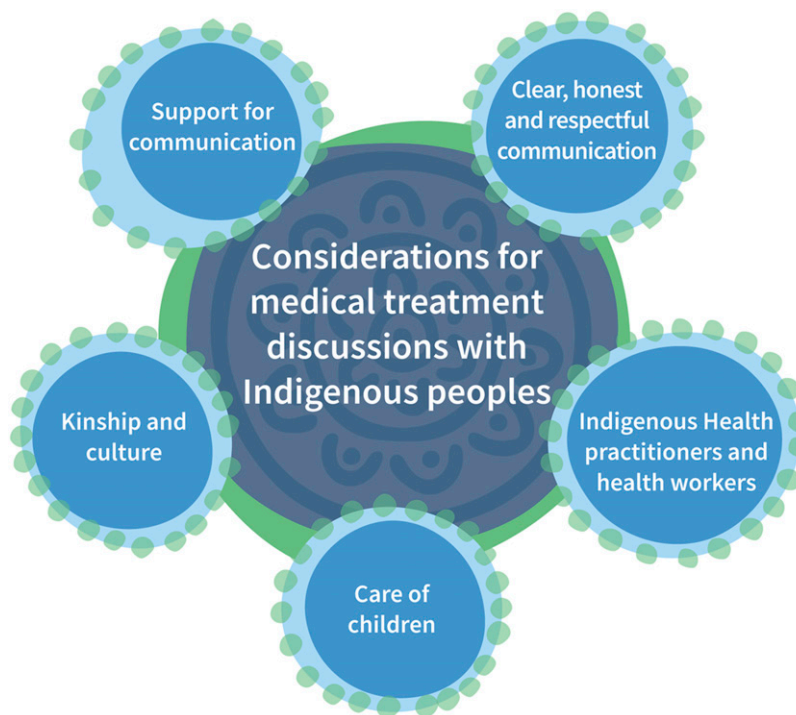 Support for
communication
Clear, honest
and respectful
communication
Considerations for
medical treatment
discussions with
Indigenous peoples
Kinship and
culture
Indigenous Health
practitioners and
health workers
Care of
children